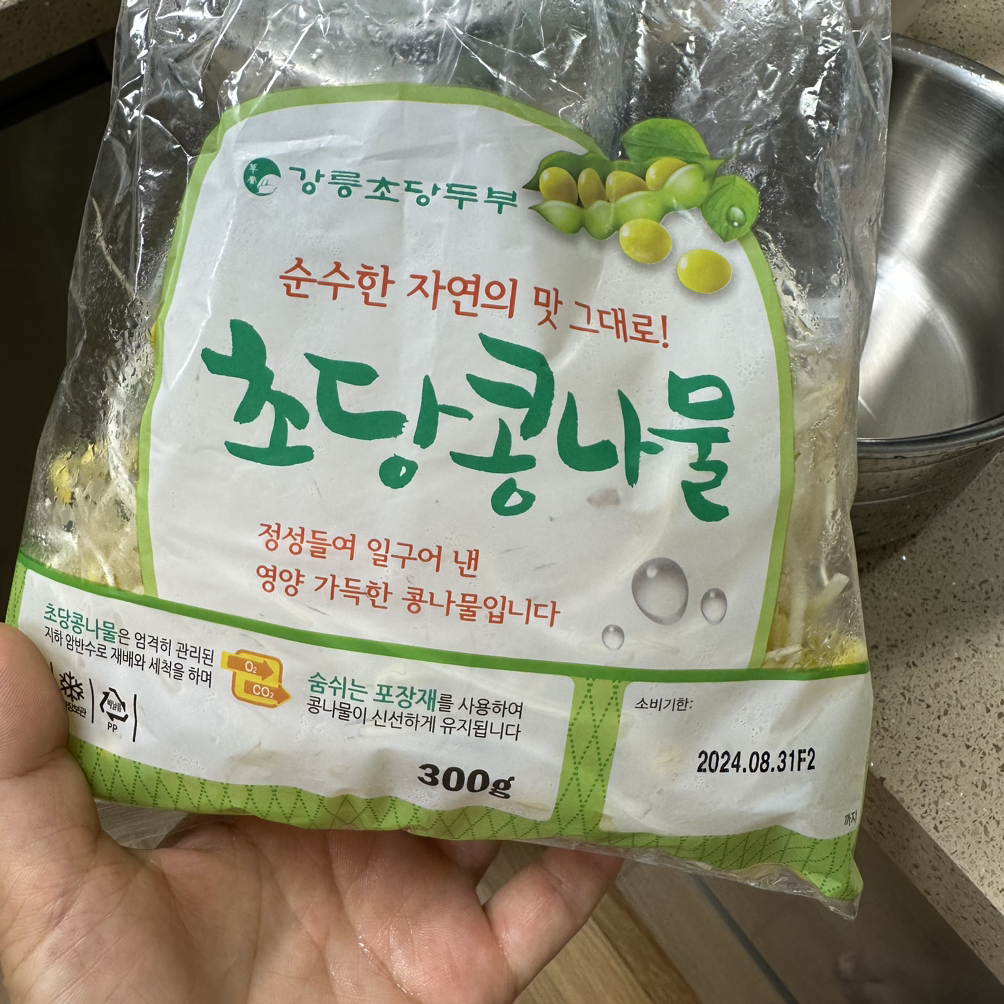 강릉초당두부
순수한 자연의 맛 그대로!
초당콩나물
정성들여 일구어 낸
영양 가득한 콩나물입니다
초당콩나물은 엄격히 관리된
지하 암반수로 재배와 세척을 하며
O₂
CO₂
숨쉬는 포장재를 사용하여
콩나물이 신선하게 유지됩니다
PP
300g
소비기한:
2024.08.31F2
까지